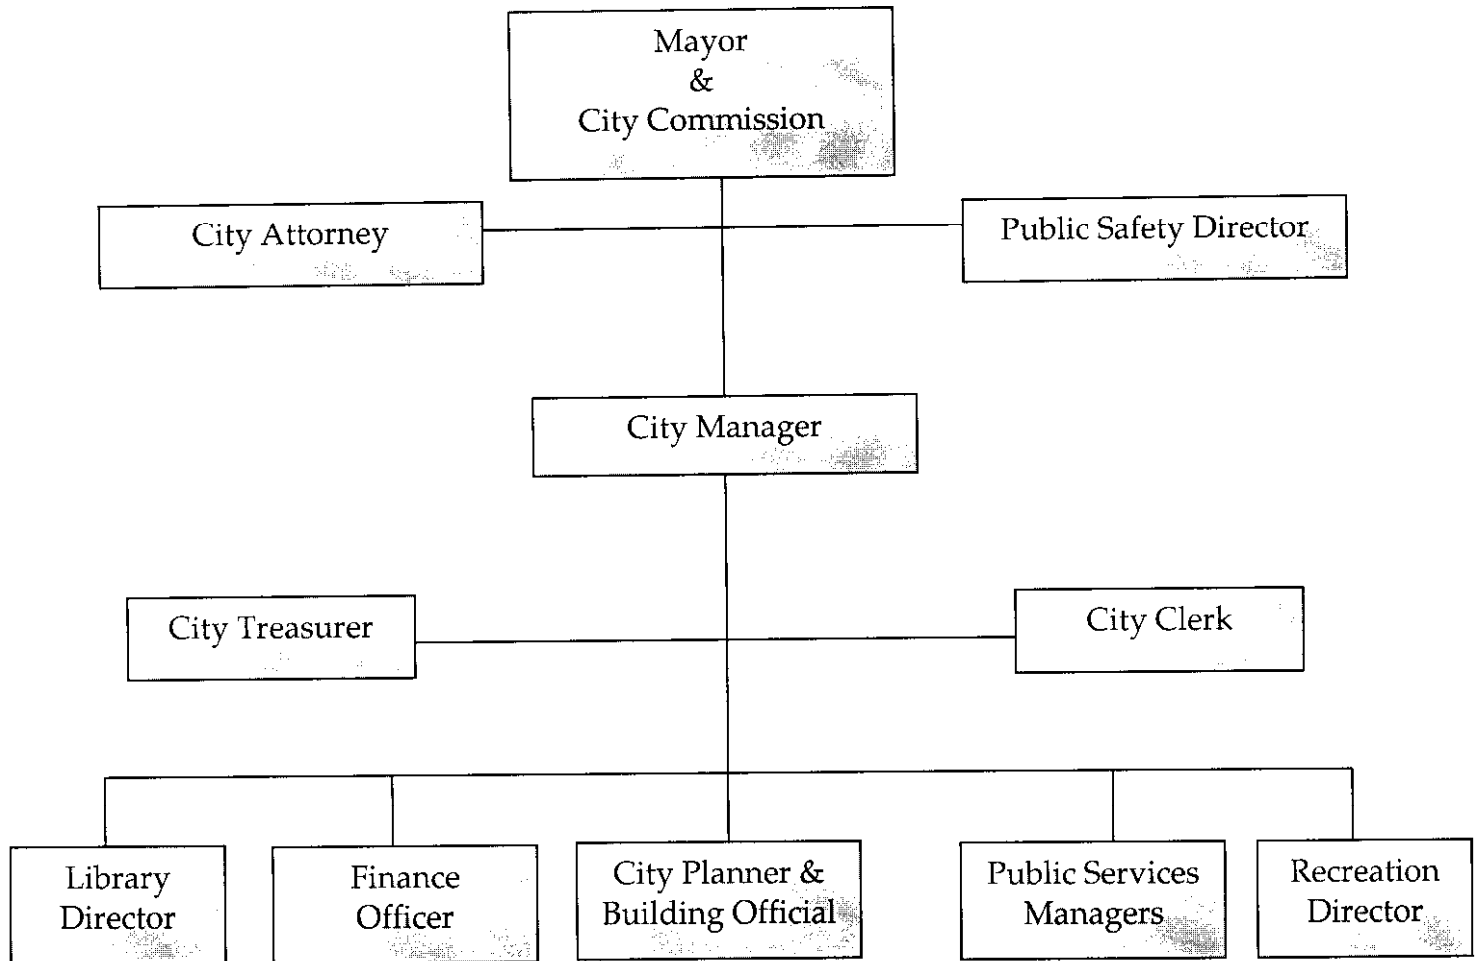 Mayor
&
City Commission
City Attorney
Public Safety Director
City Manager
City Treasurer
City Clerk
Library
Director
Finance
Officer
City Planner &
Building Official
Public Services
Managers
Recreation
Director